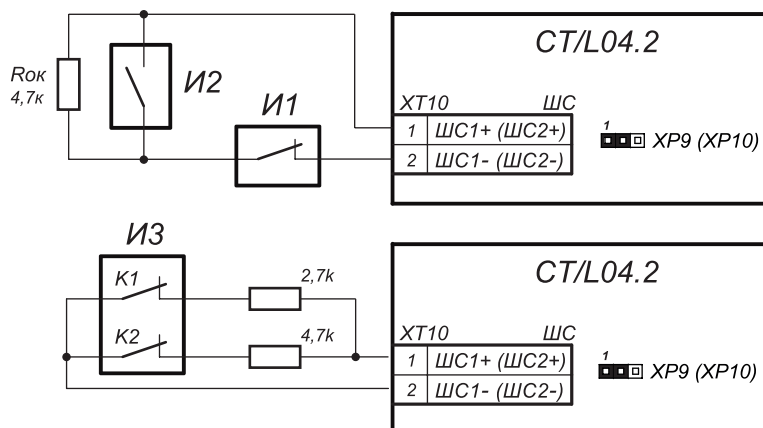 СТ/L04.2
Rок
4,7к
И2
И1
ХТ10 ШС
1 ШС1+ (ШС2+)
2 ШС1- (ШС2-)
1
ХР9 (ХР10)
И3
К1
К2
2,7k
4,7k
СТ/L04.2
ХТ10 ШС
1 ШС1+ (ШС2+)
2 ШС1- (ШС2-)
1
ХР9 (ХР10)